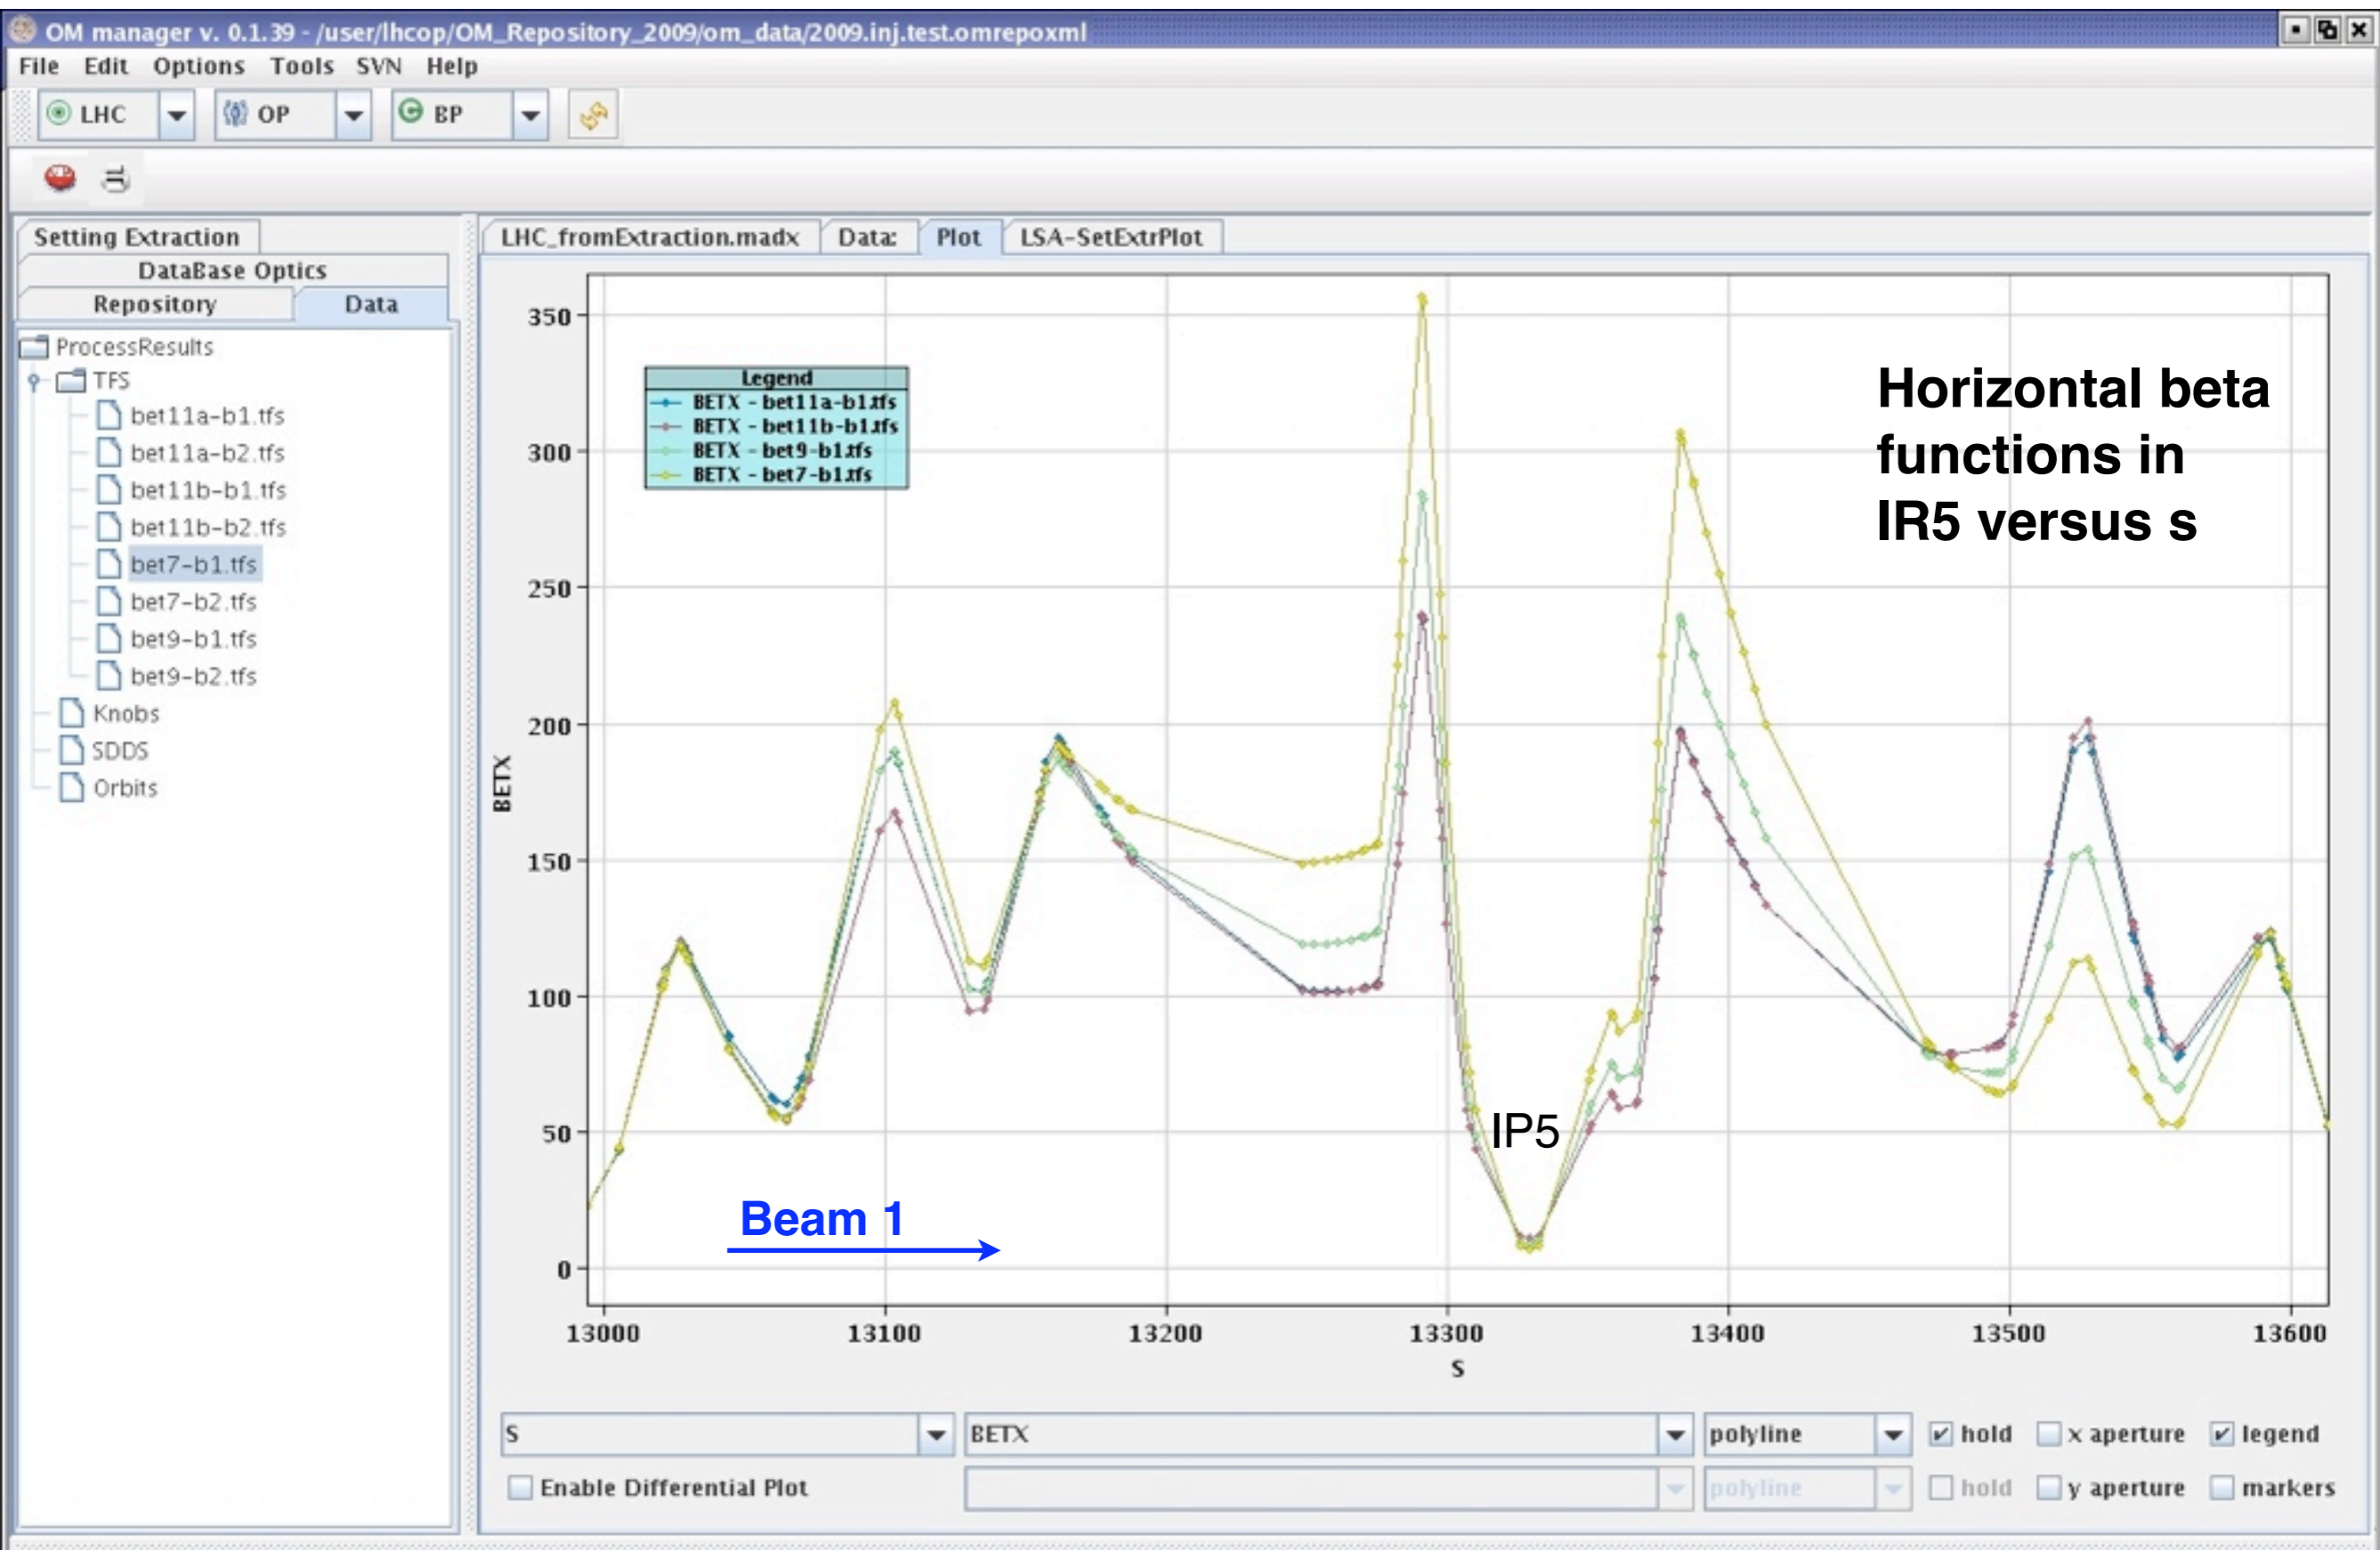 OM manager v. 0.1.39 - /user/lhcop/OM_Repository_2009/om_data/2009.inj.test.omrepoxml
File Edit Options Tools SVN Help
LHC OP BP
Setting Extraction
DataBase Optics
Repository Data
ProcessResults
TFS
bet11a-b1.tfs
bet11a-b2.tfs
bet11b-b1.tfs
bet11b-b2.tfs
bet7-b1.tfs
bet7-b2.tfs
bet9-b1.tfs
bet9-b2.tfs
Knobs
SDDS
Orbits
LHC_fromExtraction.madx Data: Plot LSA-SetExtrPlot
350
300
250
200
150
100
50
0
BETX
Legend
BETX - bet11a-b1.tfs
BETX - bet11b-b1.tfs
BETX - bet9-b1.tfs
BETX - bet7-b1.tfs
Horizontal beta
functions in
IR5 versus s
IP5
Beam 1
13000 13100 13200 13300 13400 13500 13600
S
S BETX polyline hold x aperture legend
Enable Differential Plot polyline hold y aperture markers